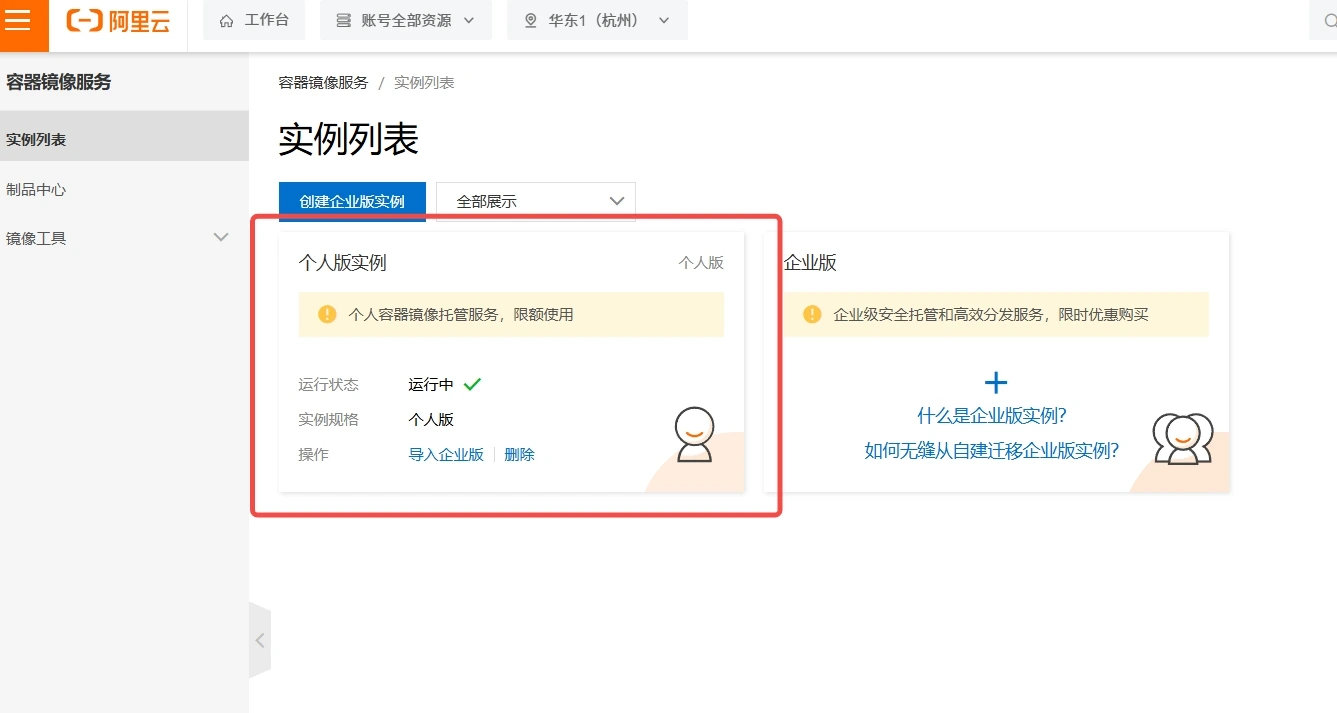 阿里云 工作台 账号全部资源 华东1（杭州）
容器镜像服务
实例列表
制品中心
镜像工具
容器镜像服务 / 实例列表
实例列表
创建企业版实例 全部展示
个人版实例 个人版
个人容器镜像托管服务，限额使用
运行状态 运行中
实例规格 个人版
操作 导入企业版 删除
企业版
企业级安全托管和高效分发服务，限时优惠购买
什么是企业版实例?
如何无缝从自建迁移企业版实例?